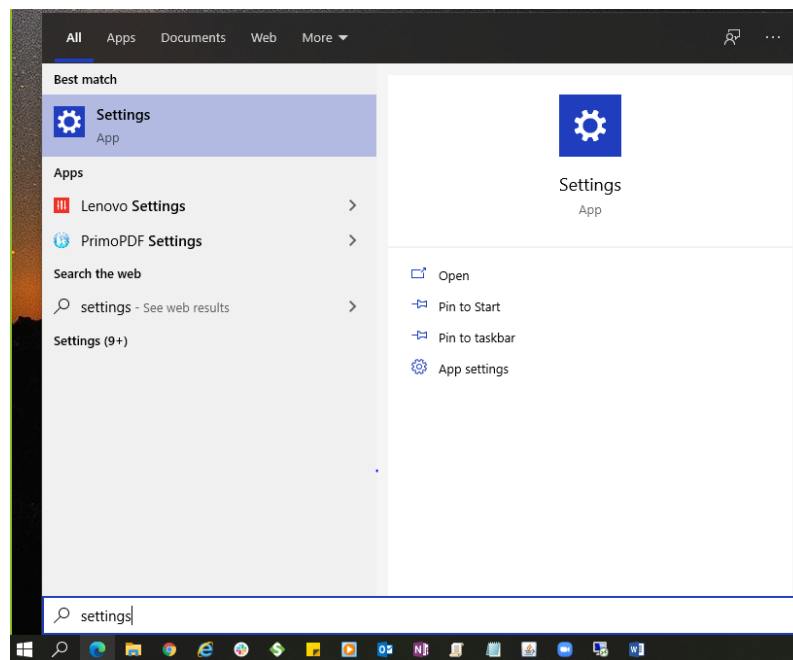 All Apps Documents Web More
Best match
Settings
App
Apps
Lenovo Settings
PrimoPDF Settings
Search the web
settings - See web results
Settings (9+)
Settings
App
Open
Pin to Start
Pin to taskbar
App settings
settings